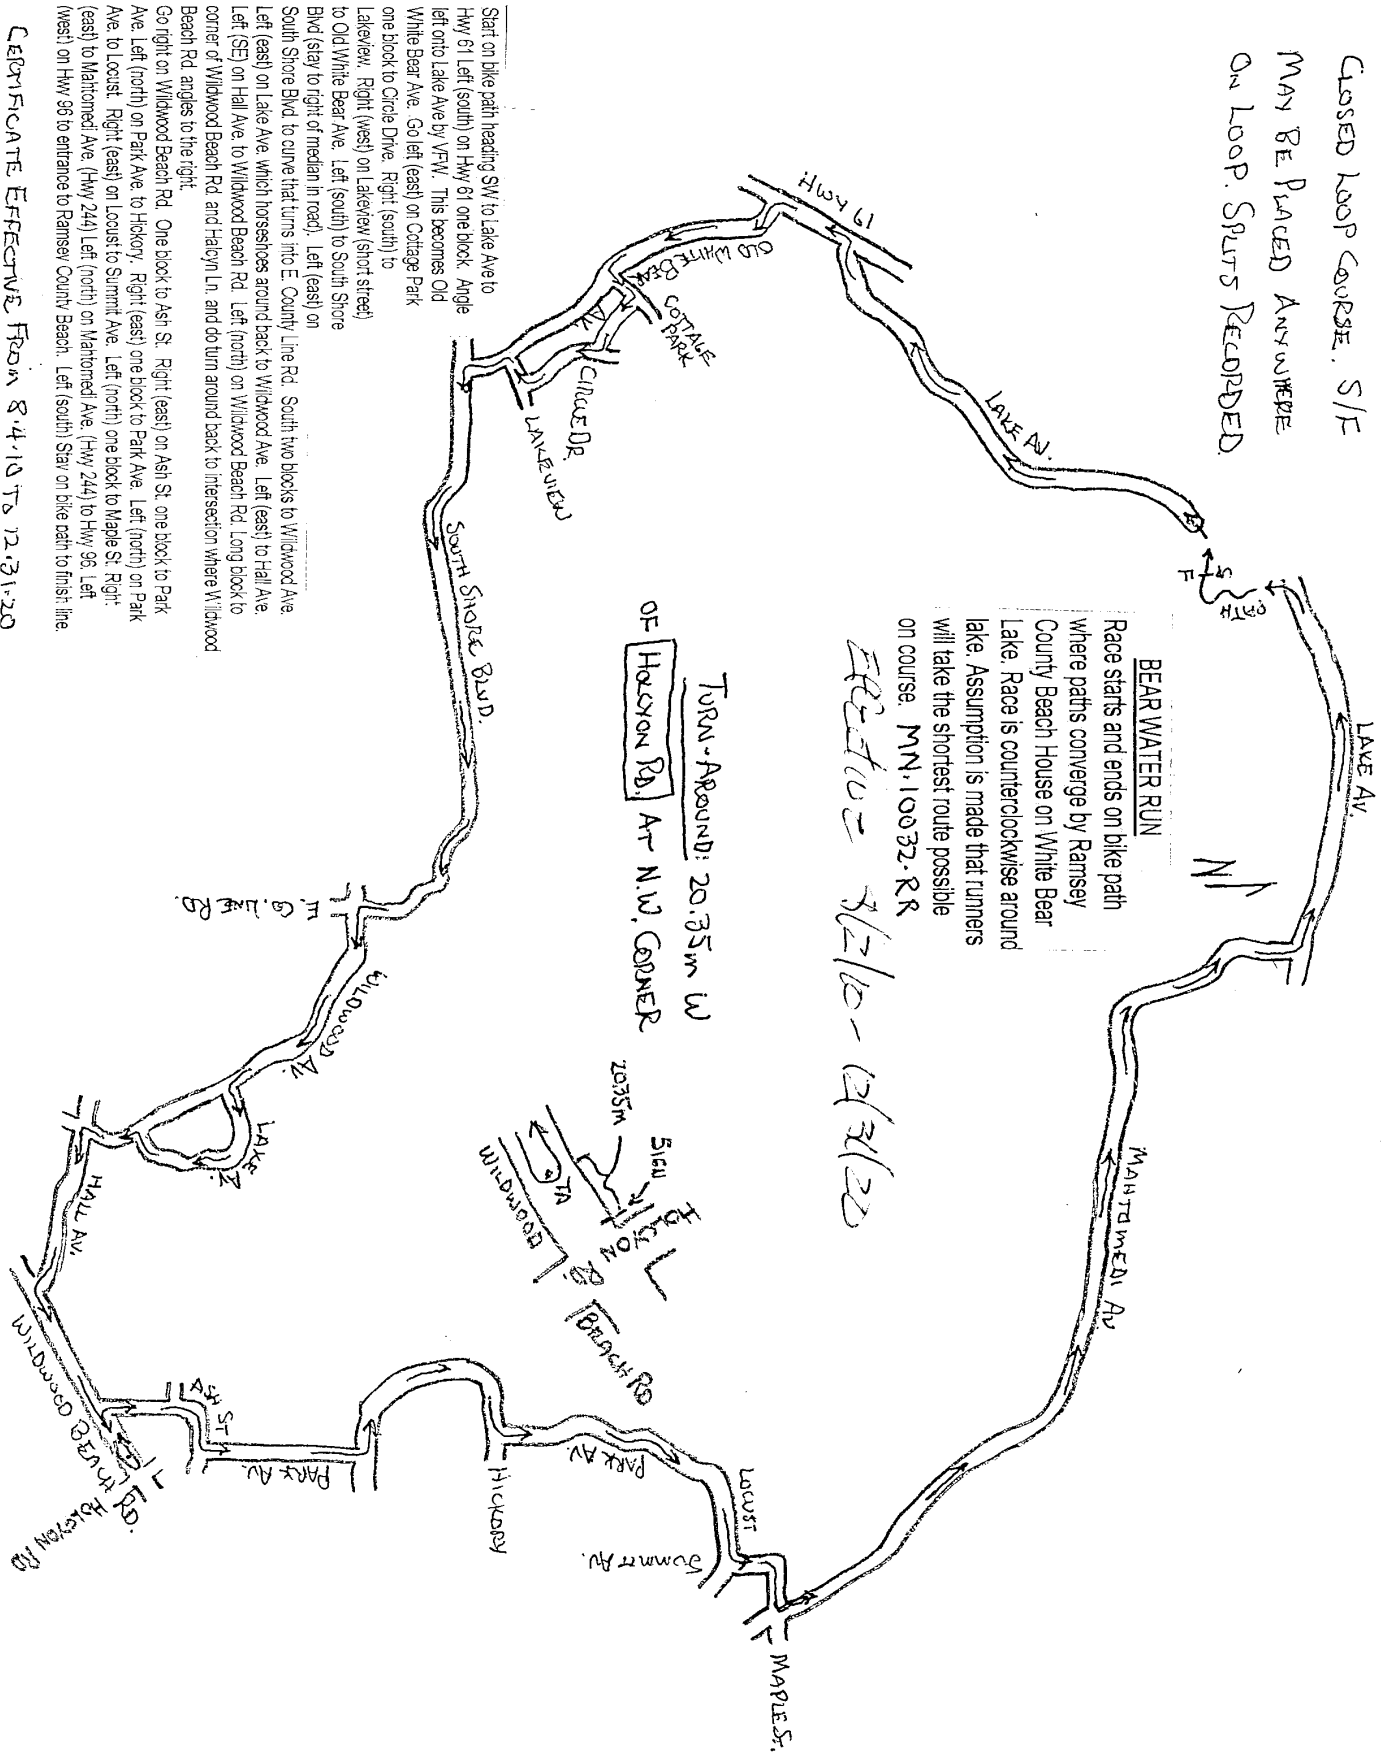 CLOSED LOOP COURSE. S/F
MAY BE PLACED ANYWHERE
ON LOOP. SPLITS RECORDED
LAKE AV.
BEAR WATER RUN
Race starts and ends on bike path
where paths converge by Ramsey
County Beach House on White Bear
Lake. Race is counterclockwise around
lake. Assumption is made that runners
will take the shortest route possible
on course. MN·10032·RR
Effective 8/2/10 - 12/31/20
N
PATH
S
F
LAKE AV.
HWY 61
OLD WHITE BEAR
AV.
COTTAGE
PARK
CIRCLE DR.
LAKEVIEW
SOUTH SHORE BLVD.
TURN-AROUND: 20.35m W
OF HALCYON RD. AT N.W. CORNER
20.35m
SIGN
TA
WILDWOOD
BEACH RD
MAHTOMEDI AV.
E. CO. LINE RD.
WILDWOOD AV.
LAKE AV.
HALL AV.
WILDWOOD BEACH RD.
HALCYON RD
ASH ST
PARK AV.
HICKORY
PARK AV.
LOCUST
SUMMIT AV.
MAPLE ST.
Start on bike path heading SW to Lake Ave to
Hwy 61 Left (south) on Hwy 61 one block. Angle
left onto Lake Ave by VFW. This becomes Old
White Bear Ave. Go left (east) on Cottage Park
one block to Circle Drive. Right (south) to
Lakeview. Right (west) on Lakeview (short street)
to Old White Bear Ave. Left (south) to South Shore
Blvd (stay to right of median in road). Left (east) on
South Shore Blvd. to curve that turns into E. County Line Rd. South two blocks to Wildwood Ave.
Left (east) on Lake Ave. which horseshoes around back to Wildwood Ave. Left (east) to Hall Ave.
Left (SE) on Hall Ave. to Wildwood Beach Rd. Left (north) on Wildwood Beach Rd. Long block to
corner of Wildwood Beach Rd. and Halcyn Ln. and do turn around back to intersection where Wildwood
Beach Rd. angles to the right.
Go right on Wildwood Beach Rd. One block to Ash St. Right (east) on Ash St. one block to Park
Ave. Left (north) on Park Ave. to Hickory. Right (east) one block to Park Ave. Left (north) on Park
Ave. to Locust. Right (east) on Locust to Summit Ave. Left (north) one block to Maple St. Right
(east) to Mahtomedi Ave. (Hwy 244) Left (north) on Mahtomedi Ave. (Hwy 244) to Hwy 96. Left
(west) on Hwy 96 to entrance to Ramsey County Beach. Left (south) Stay on bike path to finish line.
CERTIFICATE EFFECTIVE FROM 8·4·10 TO 12·31·20